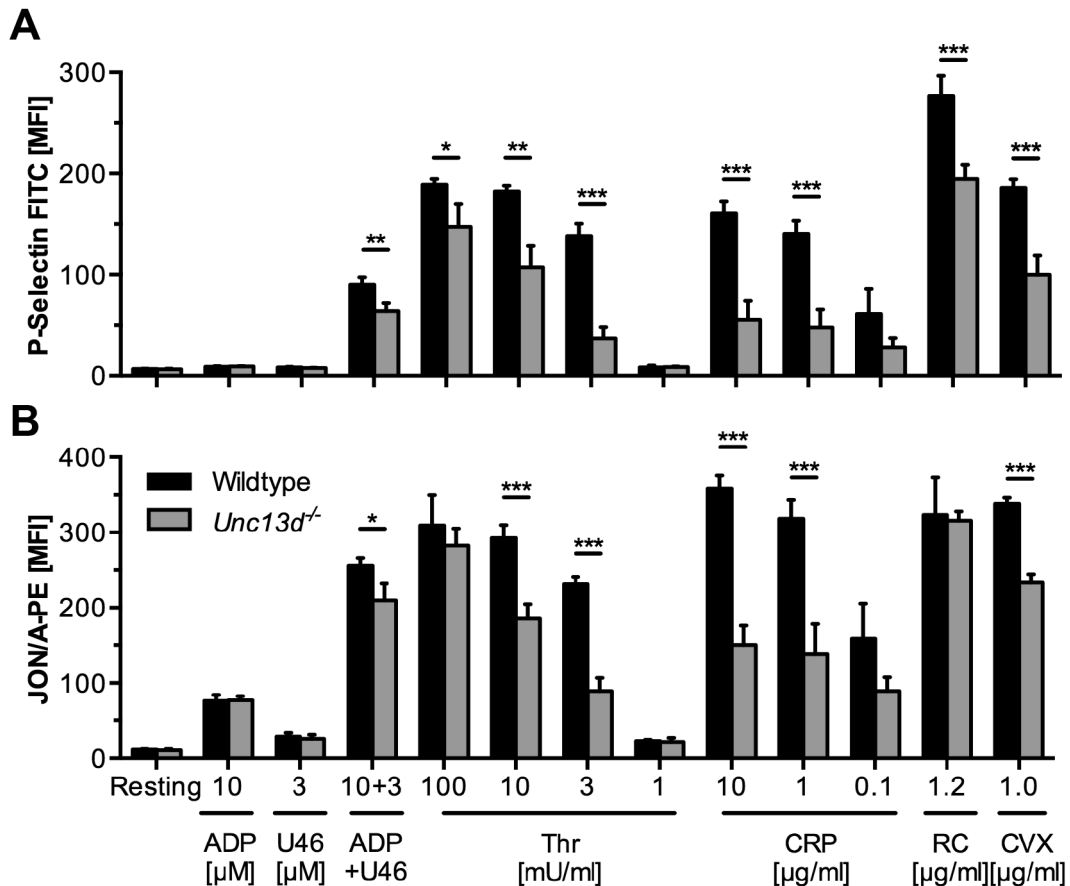 A
P-Selectin FITC [MFI]
300
200
100
0
*** 
* ** *** *** *** ***
**
B
JON/A-PE [MFI]
400
300
200
100
0
Wildtype
Unc13d-/-
* *** *** *** *** ***
Resting 10 3 10+3 100 10 3 1 10 1 0.1 1.2 1.0
ADP U46 ADP Thr CRP RC CVX
[µM] [µM] +U46 [mU/ml] [µg/ml] [µg/ml] [µg/ml]